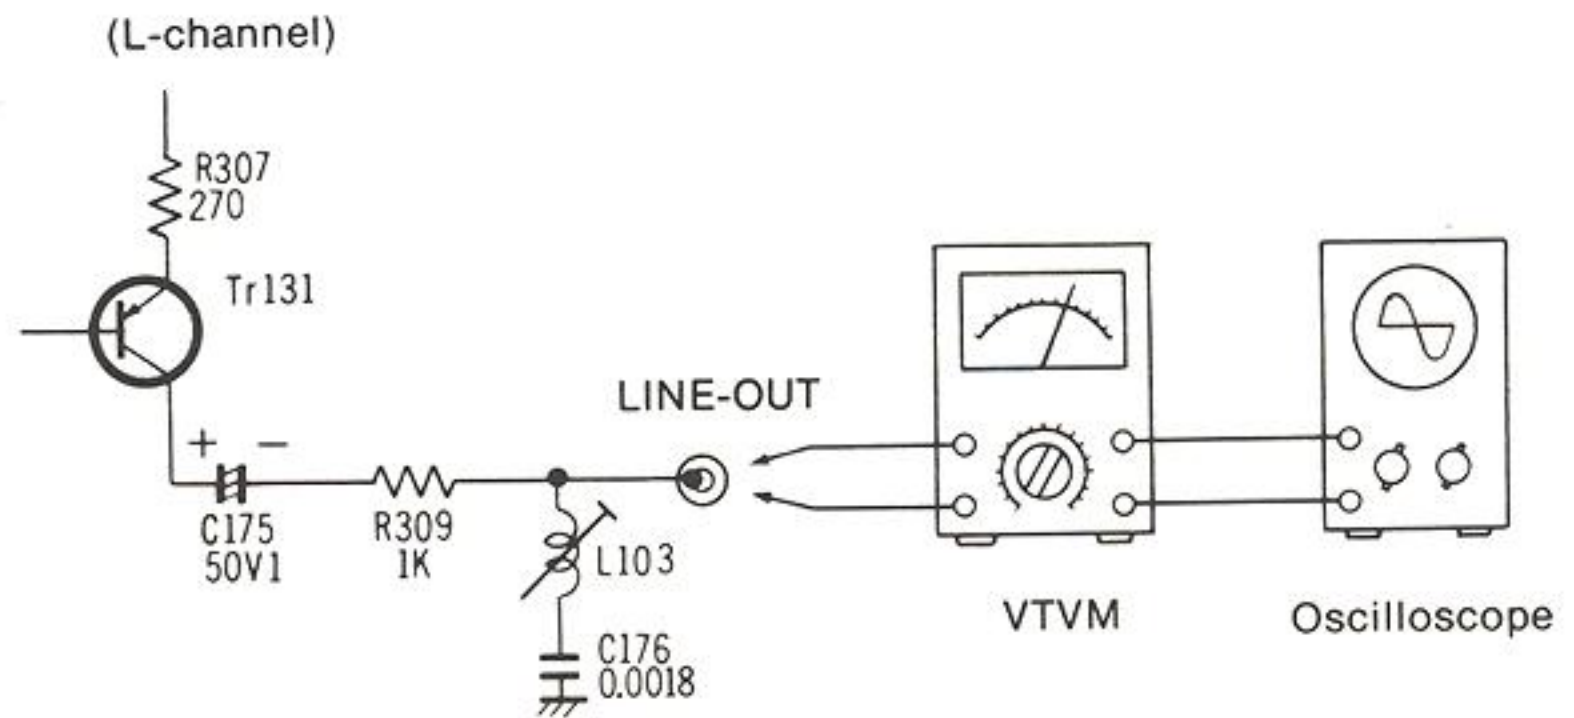 (L-channel)
R307
270
Tr131
+ −
C175
50V1
R309
1K
LINE-OUT
L103
C176
0.0018
VTVM
Oscilloscope